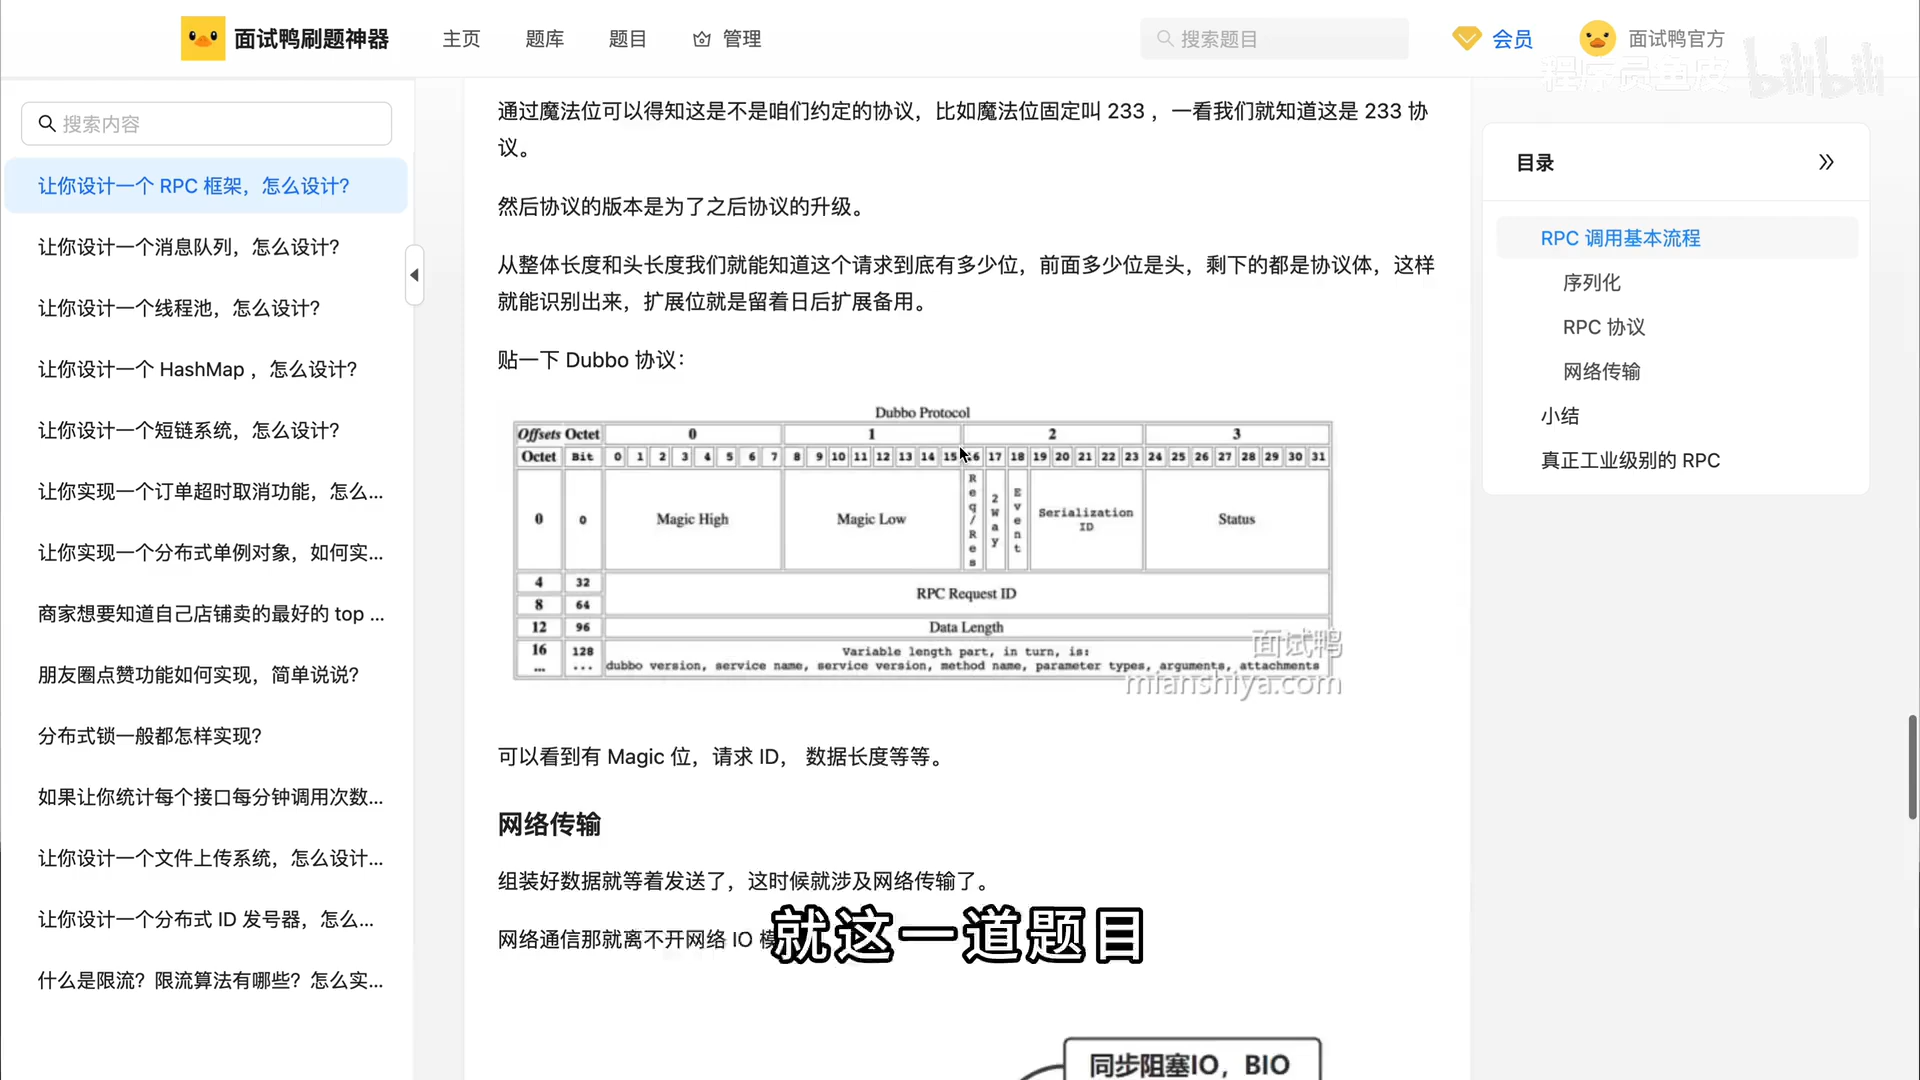 面试鸭刷题神器
主页
题库
题目
管理
搜索题目
会员
面试鸭官方
程序员鱼皮
bilibili
搜索内容
让你设计一个 RPC 框架，怎么设计？
让你设计一个消息队列，怎么设计？
让你设计一个线程池，怎么设计？
让你设计一个 HashMap ，怎么设计？
让你设计一个短链系统，怎么设计？
让你实现一个订单超时取消功能，怎么...
让你实现一个分布式单例对象，如何实...
商家想要知道自己店铺卖的最好的 top ...
朋友圈点赞功能如何实现，简单说说？
分布式锁一般都怎样实现？
如果让你统计每个接口每分钟调用次数...
让你设计一个文件上传系统，怎么设计...
让你设计一个分布式 ID 发号器，怎么...
什么是限流？限流算法有哪些？怎么实...
通过魔法位可以得知这是不是咱们约定的协议，比如魔法位固定叫 233 ，一看我们就知道这是 233 协
议。
然后协议的版本是为了之后协议的升级。
从整体长度和头长度我们就能知道这个请求到底有多少位，前面多少位是头，剩下的都是协议体，这样
就能识别出来，扩展位就是留着日后扩展备用。
贴一下 Dubbo 协议：
Dubbo Protocol
Offsets Octet 0 1 2 3
Octet Bit 0 1 2 3 4 5 6 7 8 9 10 11 12 13 14 15 16 17 18 19 20 21 22 23 24 25 26 27 28 29 30 31
0 0 Magic High Magic Low Req/Res 2Way Event Serialization ID Status
4 32
RPC Request ID
8 64
12 96 Data Length
16 128 Variable length part, in turn, is:
... ... dubbo version, service name, service version, method name, parameter types, arguments, attachments
面试鸭
mianshiya.com
可以看到有 Magic 位，请求 ID， 数据长度等等。
网络传输
组装好数据就等着发送了，这时候就涉及网络传输了。
网络通信那就离不开网络 IO 模
就这一道题目
同步阻塞IO，BIO
目录
RPC 调用基本流程
序列化
RPC 协议
网络传输
小结
真正工业级别的 RPC